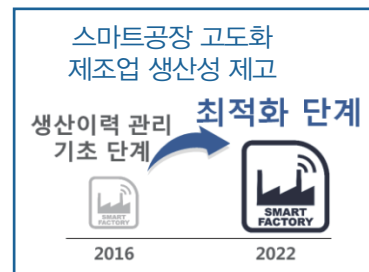 스마트공장 고도화
제조업 생산성 제고
최적화 단계
생산이력 관리
기초 단계
SMART
FACTORY
SMART
FACTORY
2016
2022